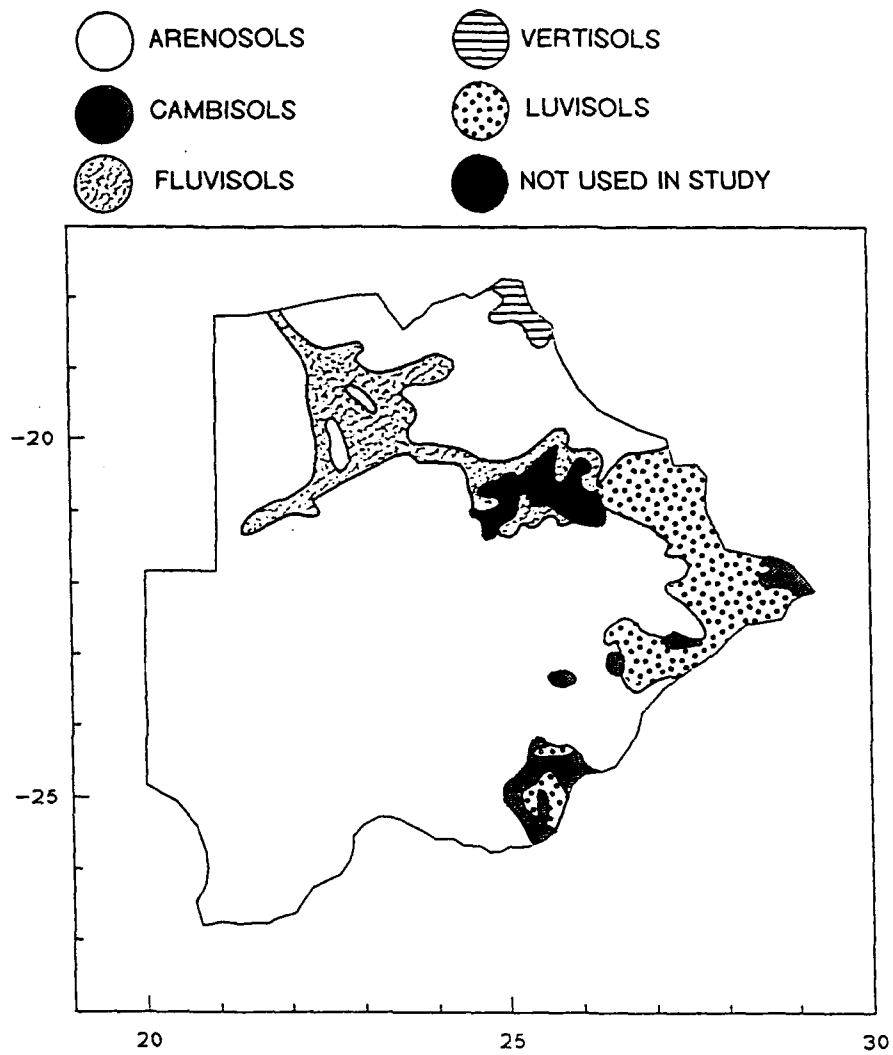 ARENOSOLS
VERTISOLS
CAMBISOLS
LUVISOLS
FLUVISOLS
NOT USED IN STUDY
-20
-25
20
25
30